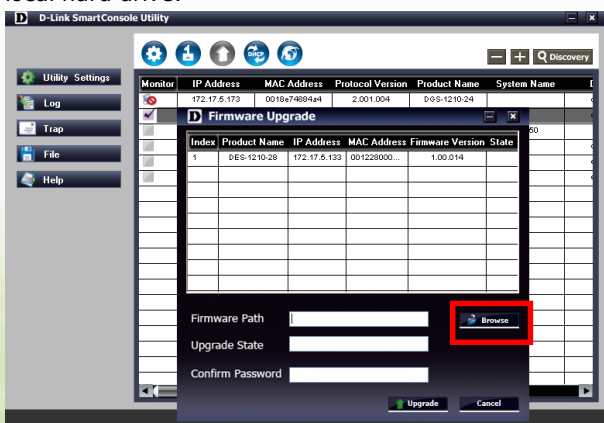 D-Link SmartConsole Utility
Discovery
Utility Settings
Log
Trap
File
Help
Monitor IP Address MAC Address Protocol Version Product Name System Name
172.17.5.173 0018e74884a4 2.001.004 DGS-1210-24
Firmware Upgrade
Index Product Name IP Address MAC Address Firmware Version State
1 DES-1210-28 172.17.5.133 001228000... 1.00.014
Firmware Path
Browse
Upgrade State
Confirm Password
Upgrade Cancel